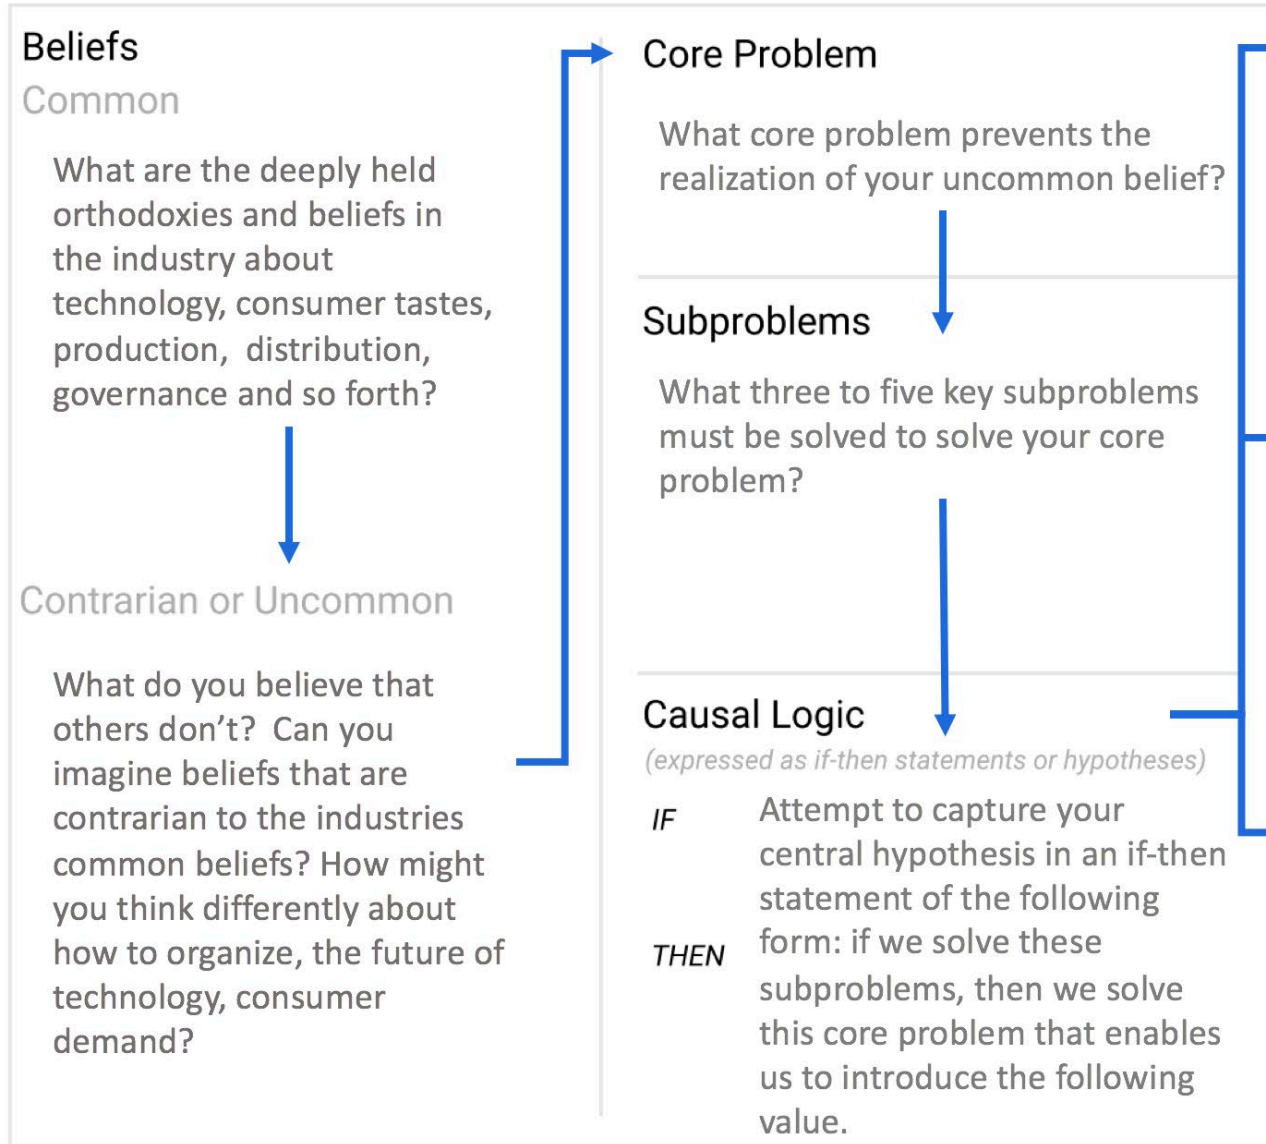 Beliefs
Common
What are the deeply held
orthodoxies and beliefs in
the industry about
technology, consumer tastes,
production, distribution,
governance and so forth?
Contrarian or Uncommon
What do you believe that
others don’t? Can you
imagine beliefs that are
contrarian to the industries
common beliefs? How might
you think differently about
how to organize, the future of
technology, consumer
demand?
Core Problem
What core problem prevents the
realization of your uncommon belief?
Subproblems
What three to five key subproblems
must be solved to solve your core
problem?
Causal Logic
(expressed as if-then statements or hypotheses)
IF
Attempt to capture your
central hypothesis in an if-then
statement of the following
THEN
form: if we solve these
subproblems, then we solve
this core problem that enables
us to introduce the following
value.